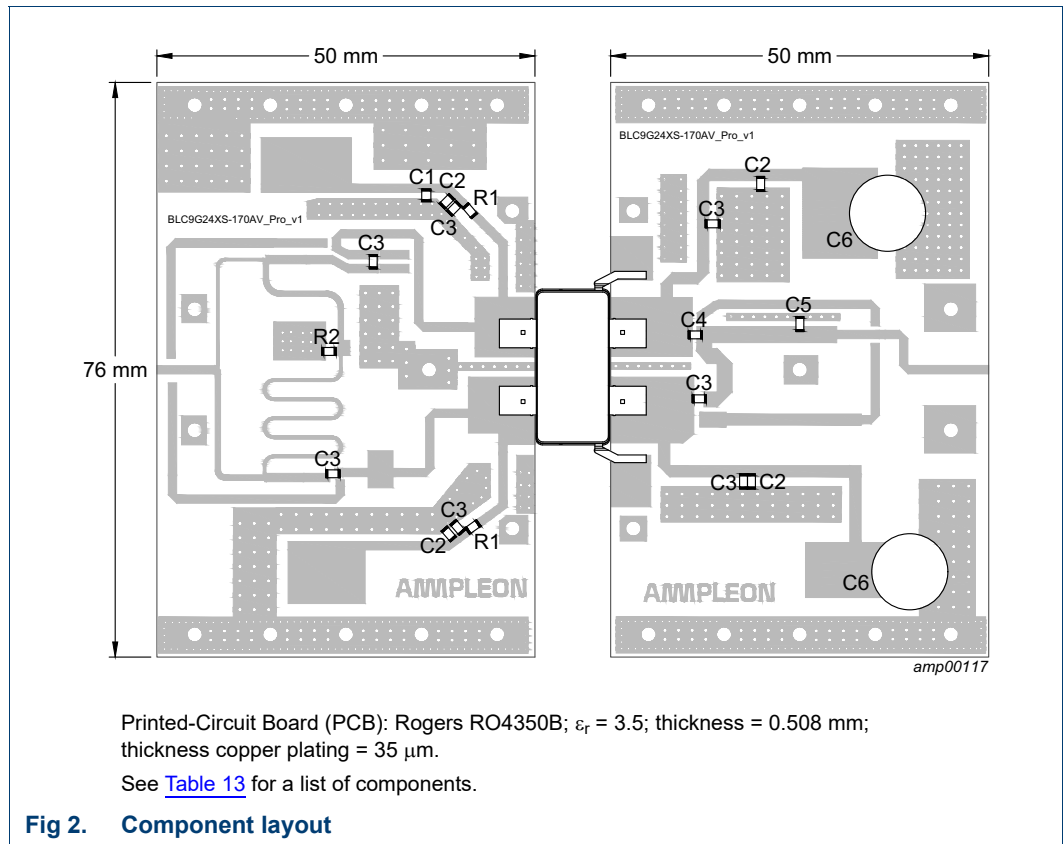 50 mm
50 mm
BLC9G24XS-170AV_Pro_v1
C1
C2
C2
R1
BLC9G24XS-170AV_Pro_v1
C3
C3
C6
C3
C5
R2
C4
76 mm
C3
C3
C3
C2
C3
C2
R1
C6
AMPLEON
AMPLEON
amp00117
Printed-Circuit Board (PCB): Rogers RO4350B; εr = 3.5; thickness = 0.508 mm;
thickness copper plating = 35 μm.
See Table 13 for a list of components.
Fig 2. Component layout